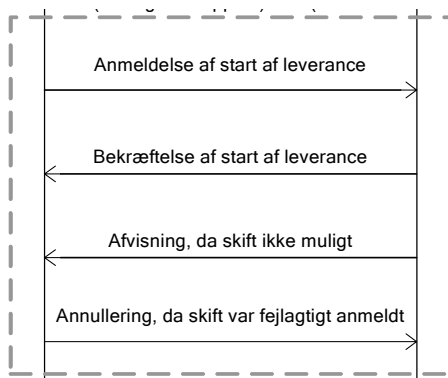 Anmeldelse af start af leverance
Bekræftelse af start af leverance
Afvisning, da skift ikke muligt
Annullering, da skift var fejlagtigt anmeldt